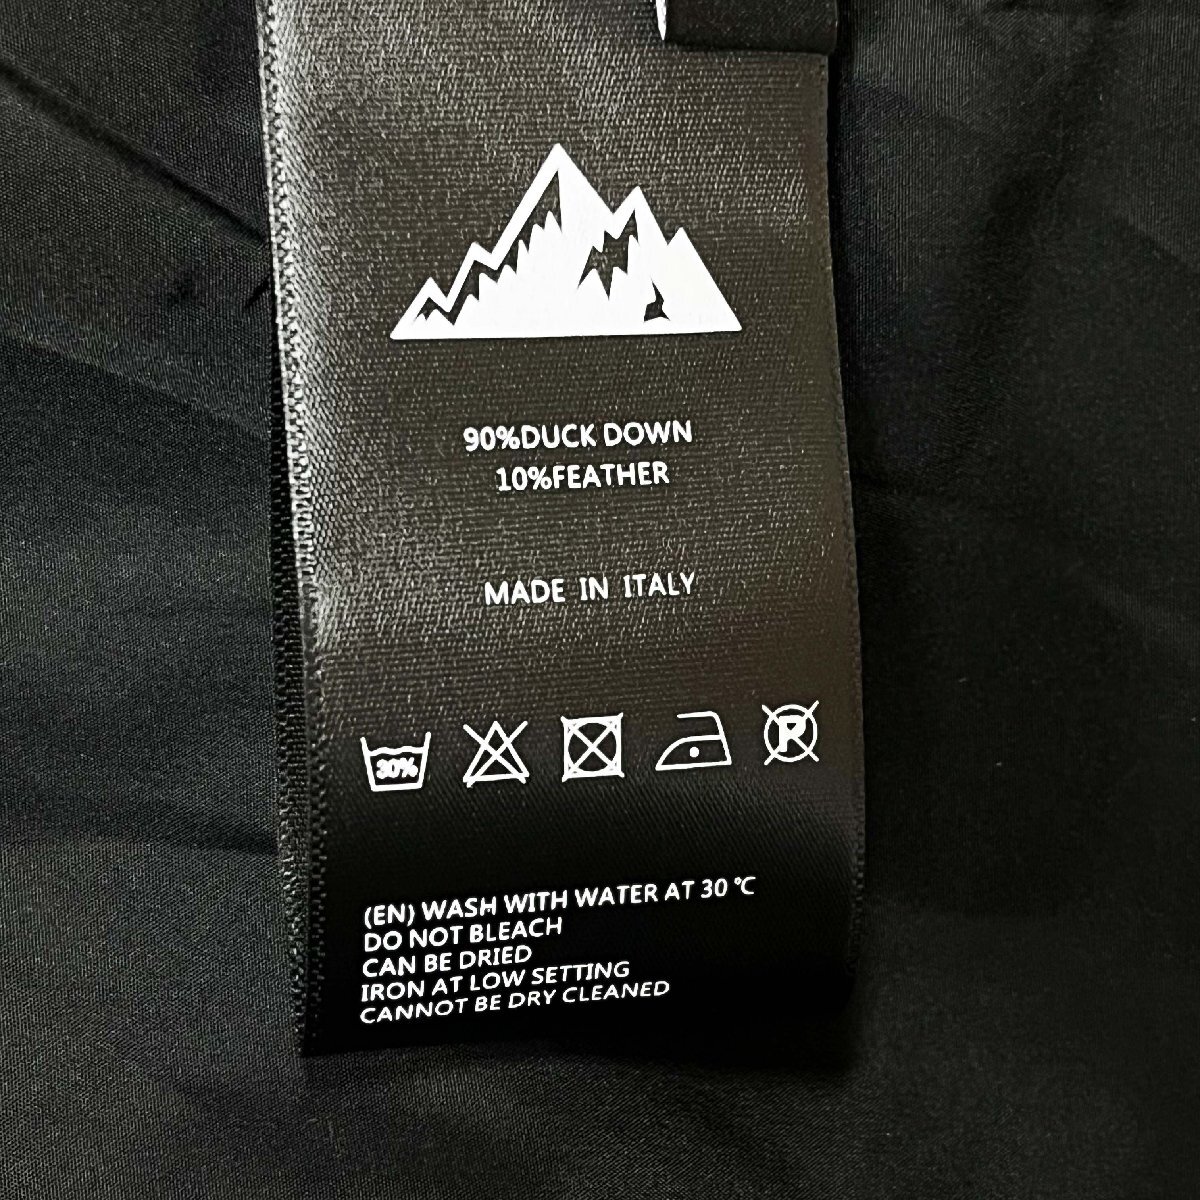 90%DUCK DOWN
10%FEATHER
MADE IN ITALY
30% P
(EN) WASH WITH WATER AT 30 ℃
DO NOT BLEACH
CAN BE DRIED
IRON AT LOW SETTING
CANNOT BE DRY CLEANED